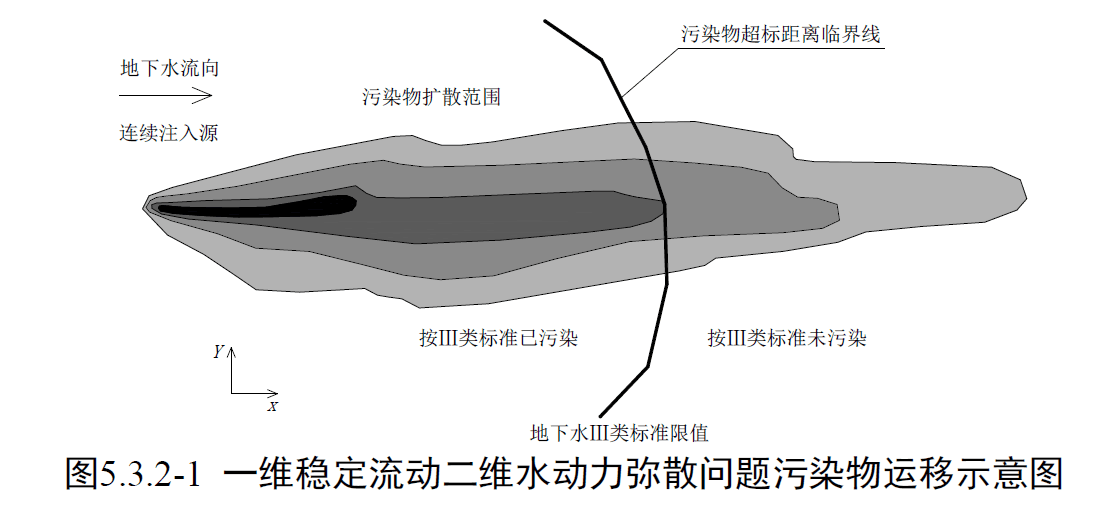 污染物超标距离临界线
地下水流向
污染物扩散范围
连续注入源
按Ⅲ类标准已污染
按Ⅲ类标准未污染
Y
X
地下水Ⅲ类标准限值
图5.3.2-1 一维稳定流动二维水动力弥散问题污染物运移示意图